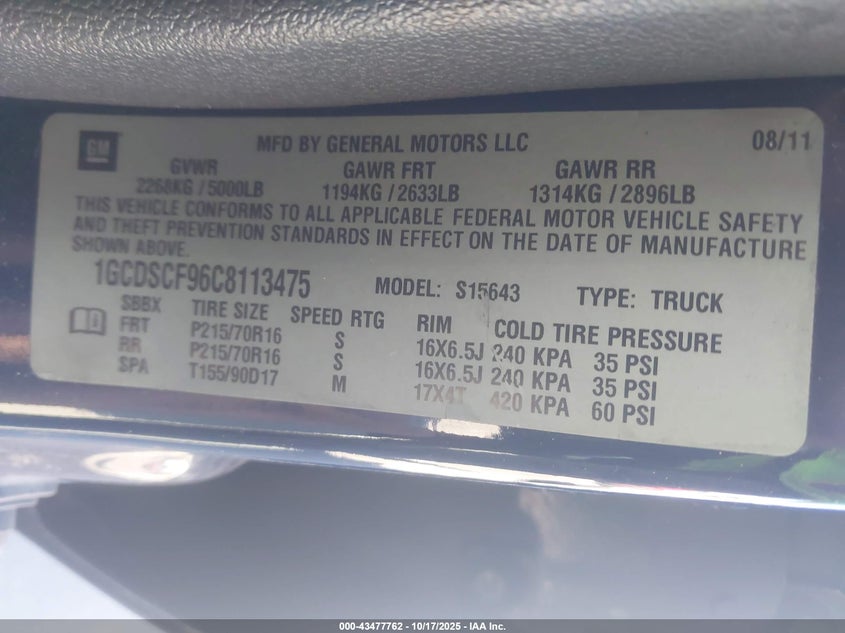 GM
MFD BY GENERAL MOTORS LLC 08/11
GVWR GAWR FRT GAWR RR
2268KG / 5000LB 1194KG / 2633LB 1314KG / 2896LB
THIS VEHICLE CONFORMS TO ALL APPLICABLE FEDERAL MOTOR VEHICLE SAFETY
AND THEFT PREVENTION STANDARDS IN EFFECT ON THE DATE OF MANUFACTURE
SHOWN ABOVE.
1GCDSCF96C8113475 MODEL: S15643 TYPE: TRUCK
SBBX TIRE SIZE SPEED RTG RIM COLD TIRE PRESSURE
FRT P215/70R16 S 16X6.5J 240 KPA 35 PSI
RR P215/70R16 S 16X6.5J 240 KPA 35 PSI
SPA T155/90D17 M 17X4T 420 KPA 60 PSI
000-43477762 - 10/17/2025 - IAA Inc.